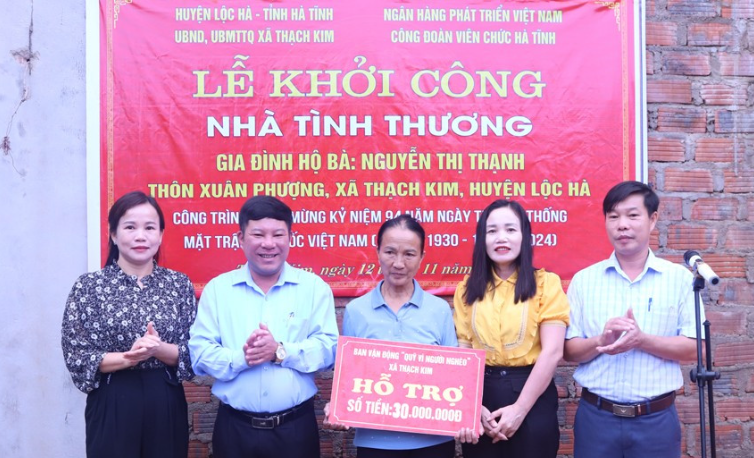 HUYỆN LỘC HÀ - TỈNH HÀ TĨNH
UBND, UBMTTQ XÃ THẠCH KIM
NGÂN HÀNG PHÁT TRIỂN VIỆT NAM
CÔNG ĐOÀN VIÊN CHỨC HÀ TĨNH
LỄ KHỞI CÔNG
NHÀ TÌNH THƯƠNG
GIA ĐÌNH HỘ BÀ: NGUYỄN THỊ THẠNH
THÔN XUÂN PHƯỢNG, XÃ THẠCH KIM, HUYỆN LỘC HÀ
CÔNG TRÌNH MỪNG KỶ NIỆM 94 NĂM NGÀY THỐNG
MẶT TRẬ ỐC VIỆT NAM 1930 - 2024)
ngày 12 11 năm
BAN VẬN ĐỘNG "QUỸ VÌ NGƯỜI NGHÈO"
XÃ THẠCH KIM
HỖ TRỢ
SỐ TIỀN: 30.000.000Đ